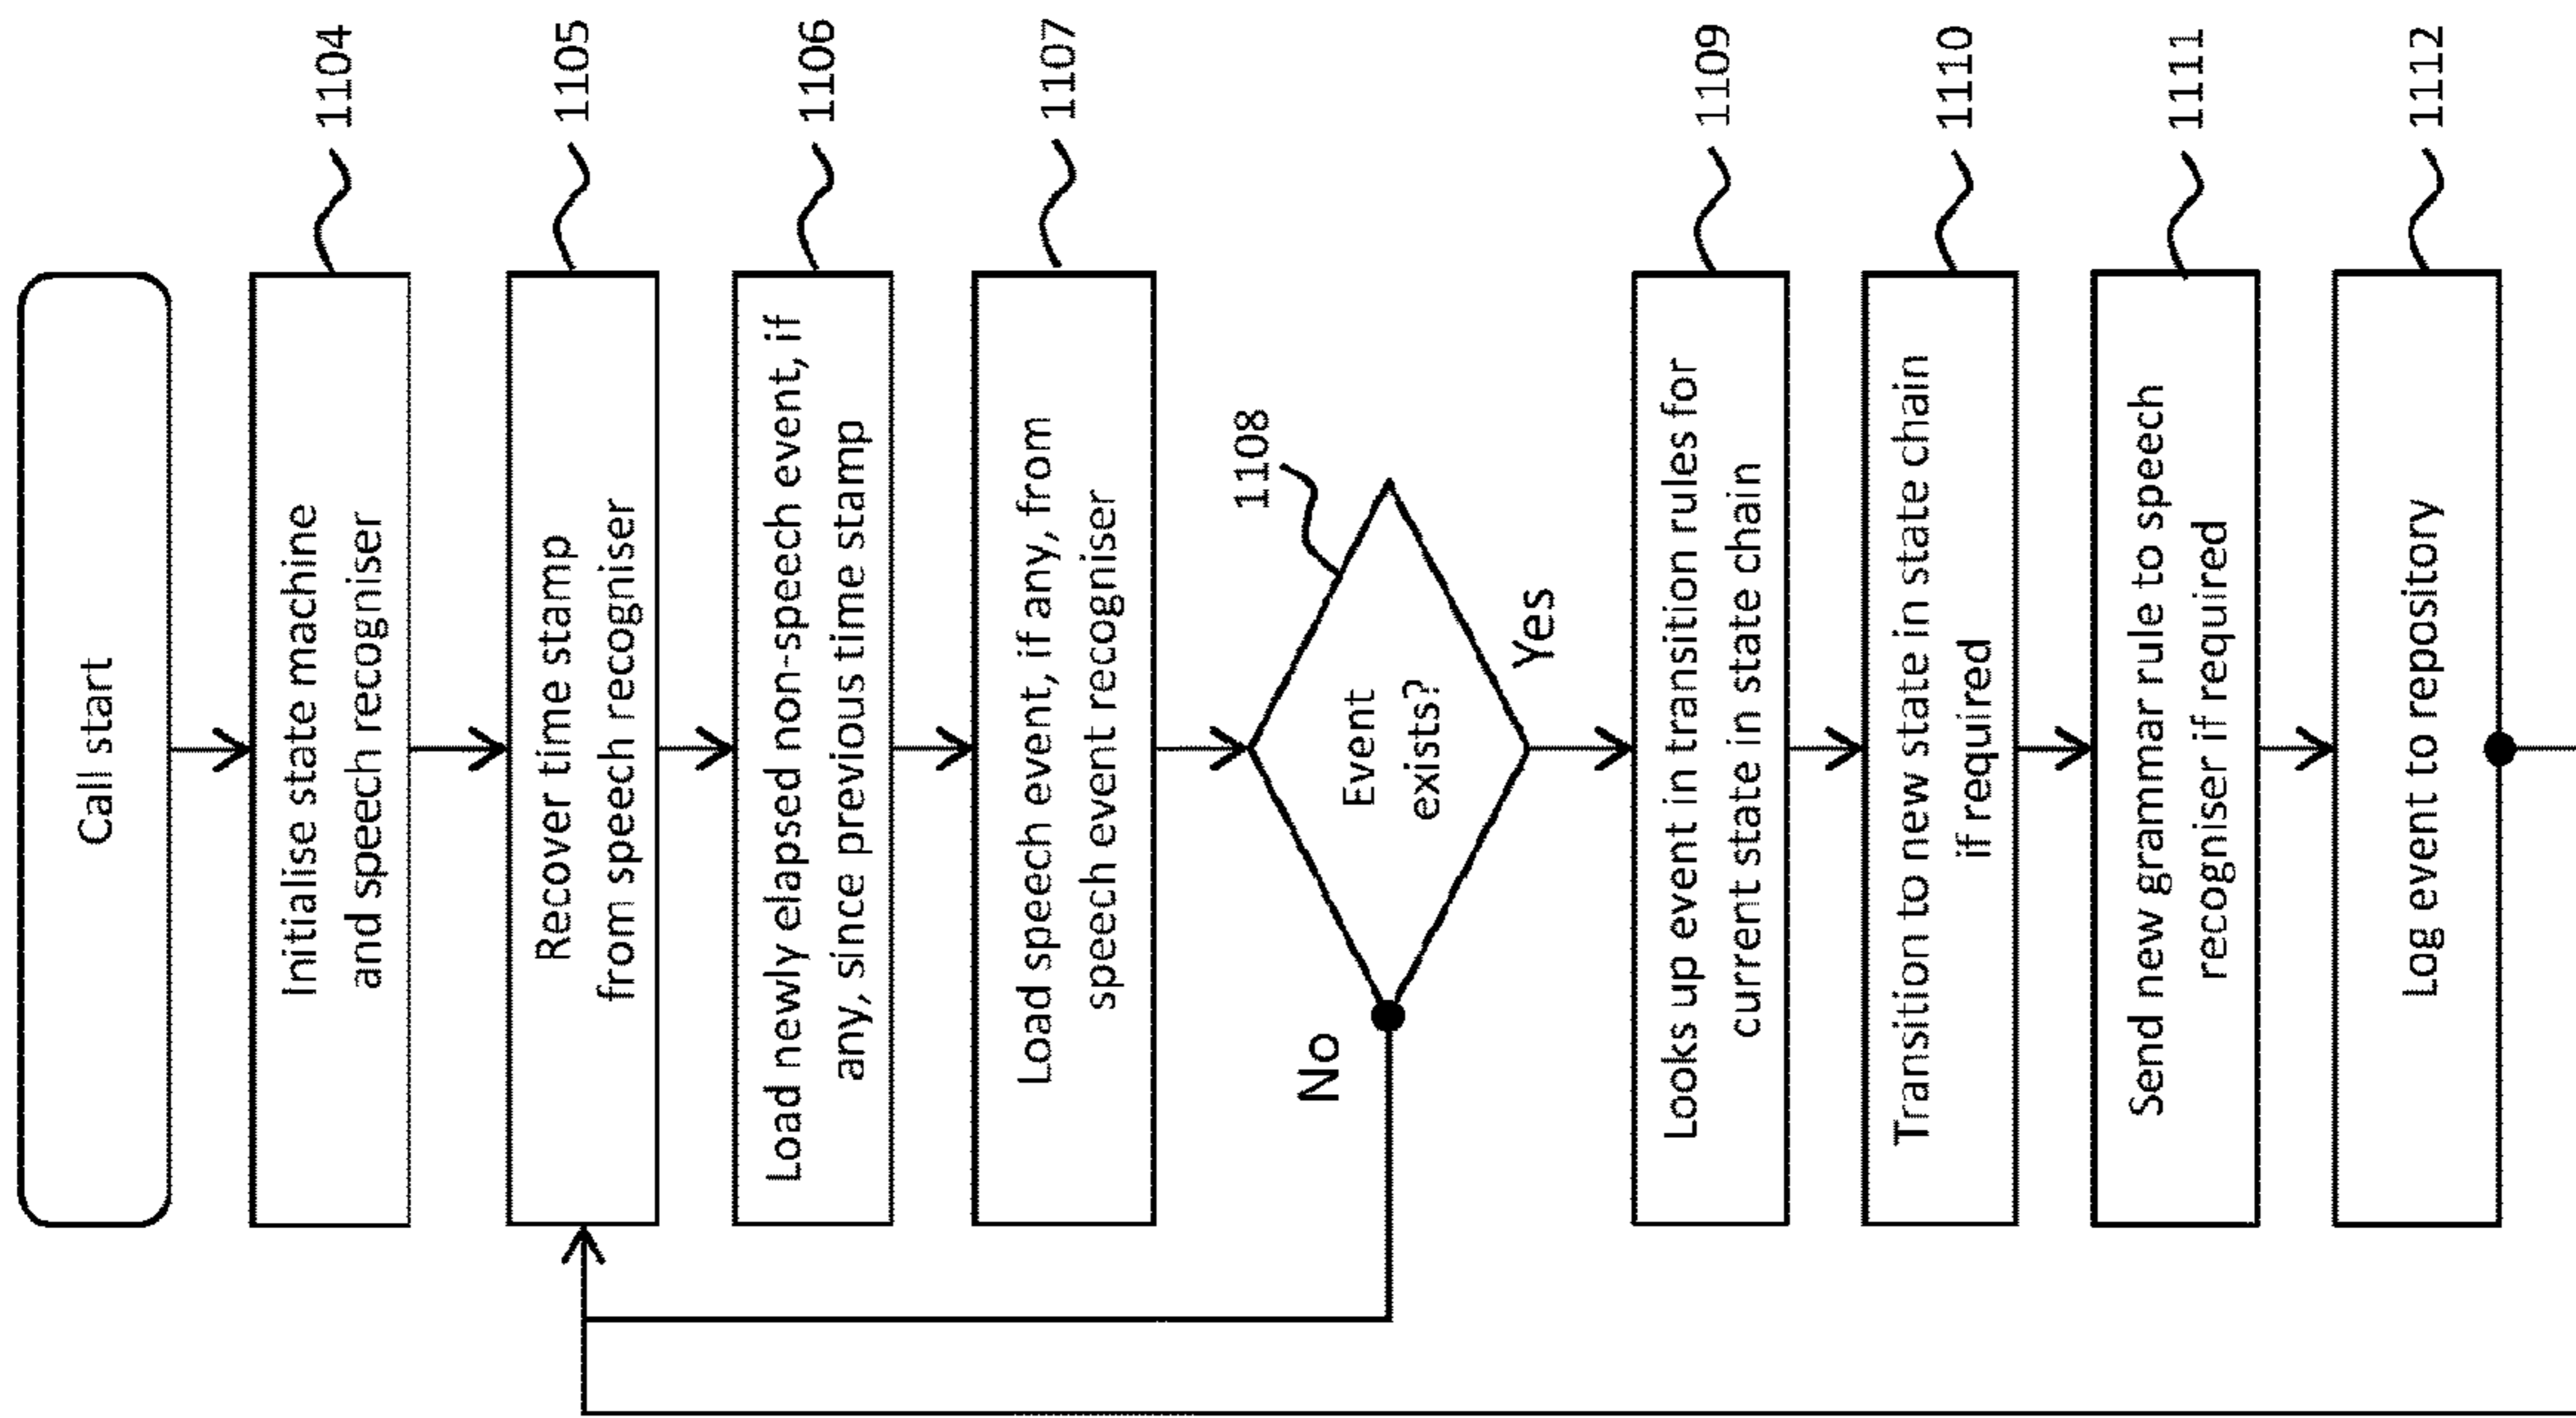 Call start
1104
Initialise state machine
and speech recogniser
1105
Recover time stamp
from speech recogniser
1106
Load newly elapsed non-speech event, if
any, since previous time stamp
1107
Load speech event, if any, from
speech event recogniser
1108
Event
exists?
No
Yes
1109
Looks up event in transition rules for
current state in state chain
1110
Transition to new state in state chain
if required
1111
Send new grammar rule to speech
recogniser if required
1112
Log event to repository